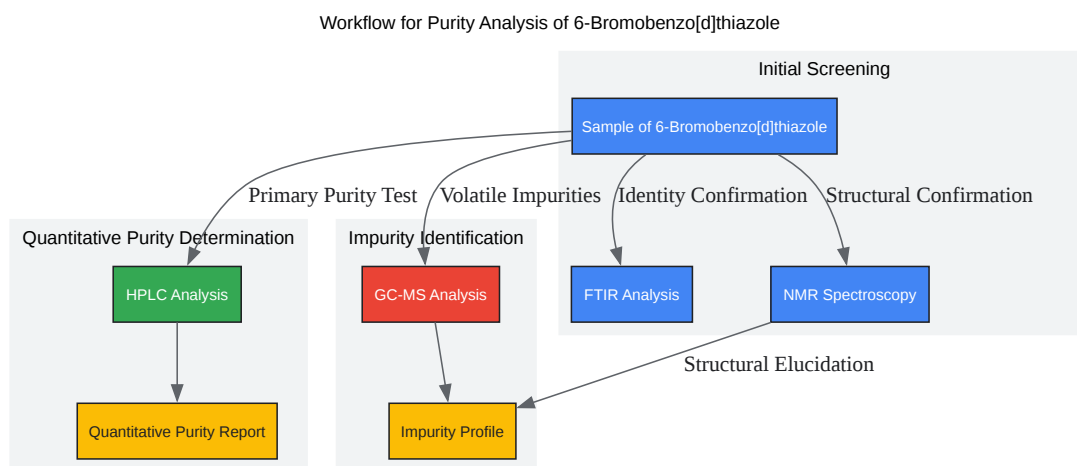 Workflow for Purity Analysis of 6-Bromobenzo[d]thiazole
Initial Screening
Sample of 6-Bromobenzo[d]thiazole
Primary Purity Test
Volatile Impurities
Identity Confirmation
Structural Confirmation
Quantitative Purity Determination
Impurity Identification
HPLC Analysis
GC-MS Analysis
FTIR Analysis
NMR Spectroscopy
Structural Elucidation
Quantitative Purity Report
Impurity Profile